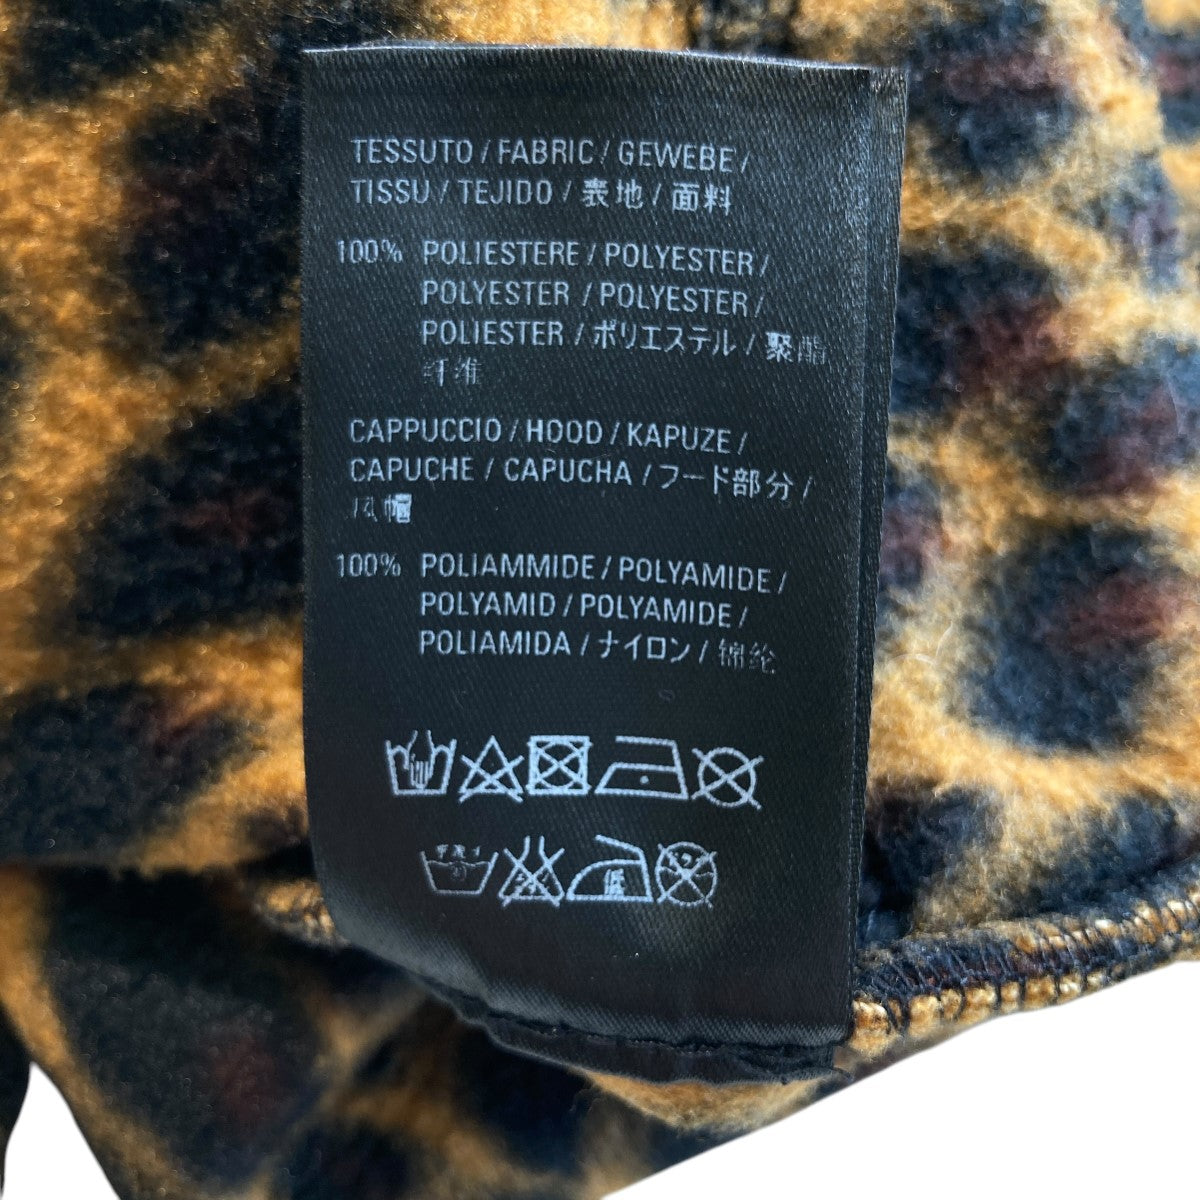 TESSUTO / FABRIC / GEWEBE /
TISSU / TEJIDO / 表地 / 面料
100% POLIESTERE / POLYESTER /
POLYESTER / POLYESTER /
POLIESTER / ポリエステル / 聚酯
纤维
CAPPUCCIO / HOOD / KAPUZE /
CAPUCHE / CAPUCHA / フード部分 /
风帽
100% POLIAMMIDE / POLYAMIDE /
POLYAMID / POLYAMIDE /
POLIAMIDA / ナイロン / 锦纶
低